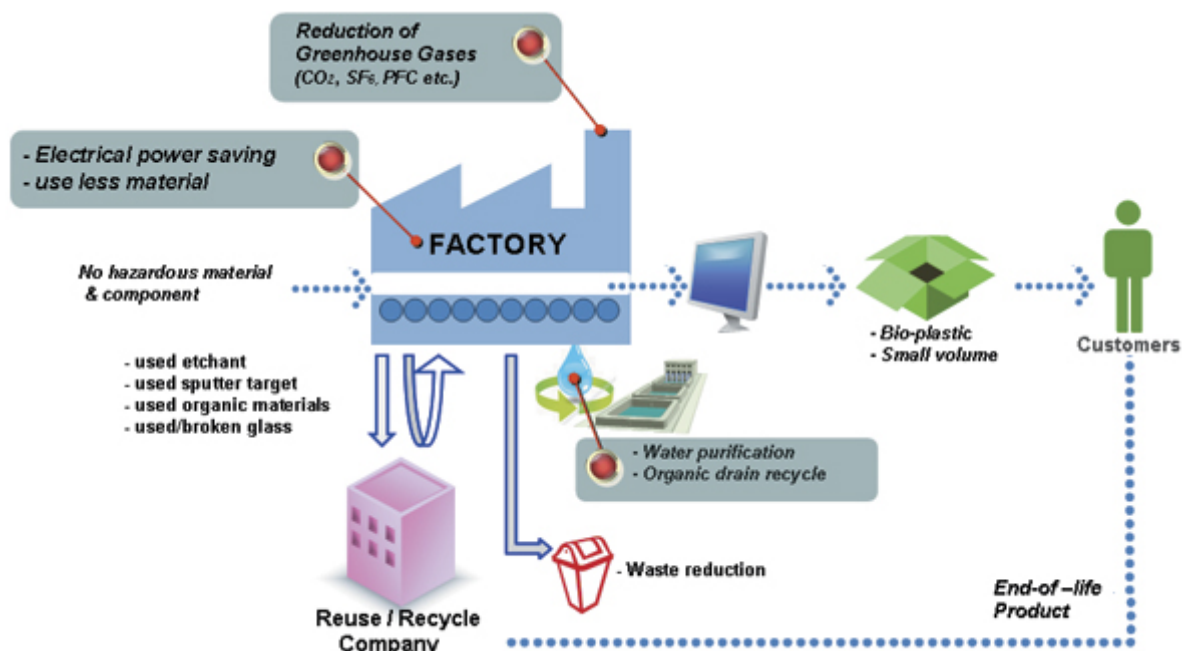 Reduction of
Greenhouse Gases
(CO₂, SF₆, PFC etc.)
- Electrical power saving
- use less material
FACTORY
No hazardous material
& component
- Bio-plastic
- Small volume
Customers
- used etchant
- used sputter target
- used organic materials
- used/broken glass
- Water purification
- Organic drain recycle
- Waste reduction
Reuse / Recycle
Company
End-of –life
Product